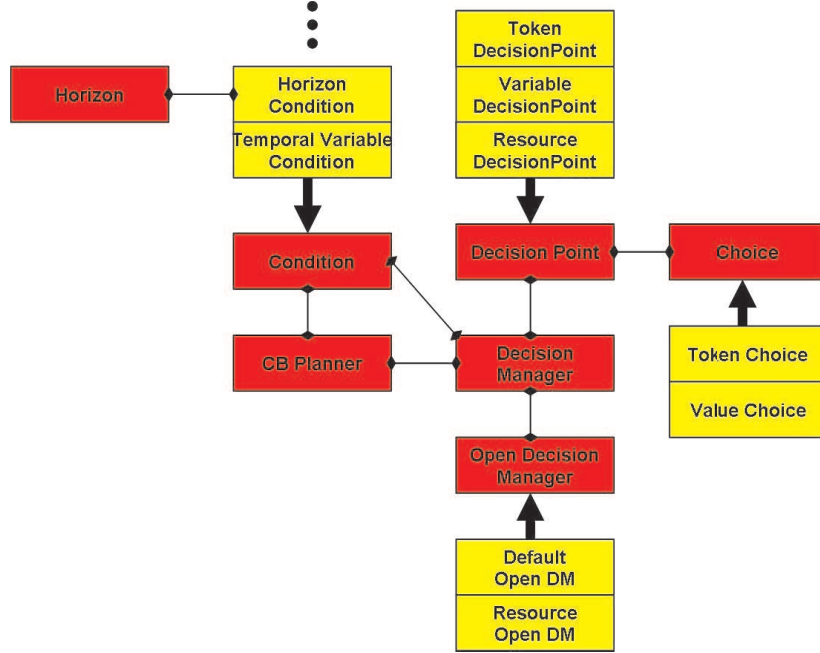 Token
DecisionPoint
Horizon
Horizon
Condition
Variable
DecisionPoint
Temporal Variable
Condition
Resource
DecisionPoint
Condition
Decision Point
Choice
CB Planner
Decision
Manager
Token Choice
Value Choice
Open Decision
Manager
Default
Open DM
Resource
Open DM